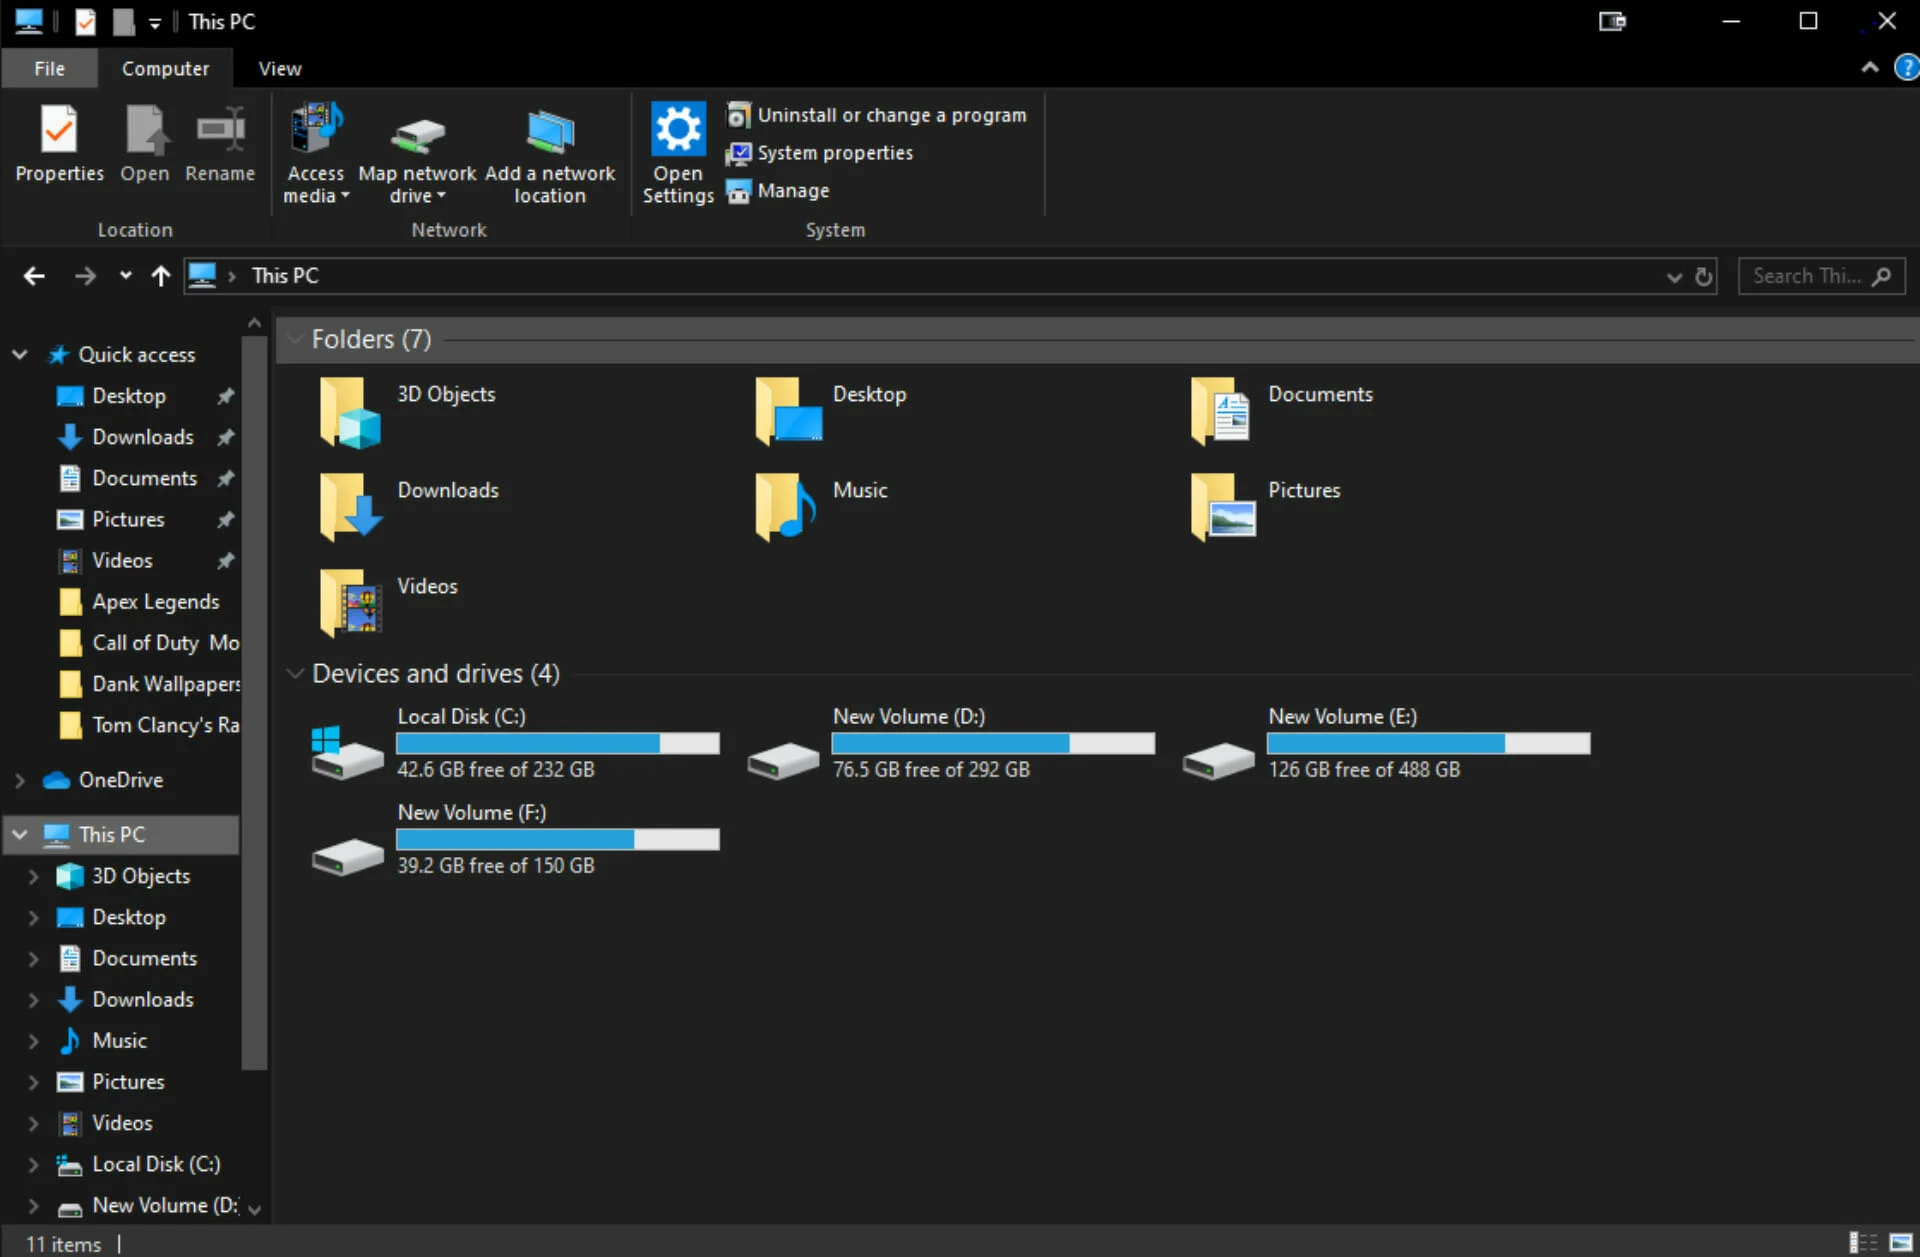 This PC
File Computer View
Properties
Open
Rename
Access media
Map network drive
Add a network location
Open Settings
Uninstall or change a program
System properties
Manage
Location
Network
System
This PC
Search Thi...
Quick access
Desktop
Downloads
Documents
Pictures
Videos
Apex Legends
Call of Duty Mo
Dank Wallpapers
Tom Clancy's Ra
OneDrive
This PC
3D Objects
Desktop
Documents
Downloads
Music
Pictures
Videos
Local Disk (C:)
New Volume (D:
Folders (7)
3D Objects
Desktop
Documents
Downloads
Music
Pictures
Videos
Devices and drives (4)
Local Disk (C:)
42.6 GB free of 232 GB
New Volume (D:)
76.5 GB free of 292 GB
New Volume (E:)
126 GB free of 488 GB
New Volume (F:)
39.2 GB free of 150 GB
11 items